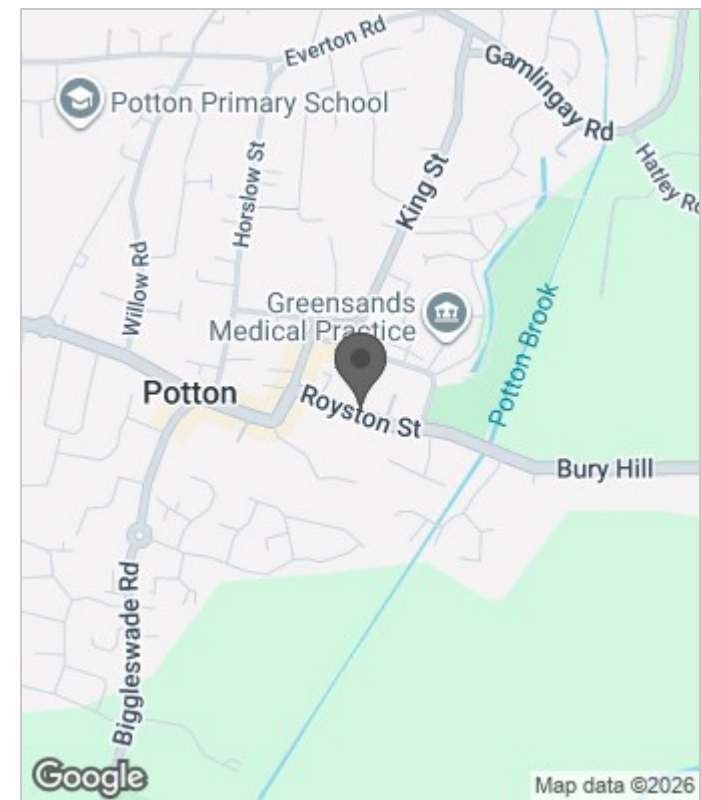 Everton Rd
Gamlingay Rd
Potton Primary School
Hatley Rd
King St
Horslow St
Willow Rd
Greensands
Medical Practice
Potton Brook
Potton
Royston St
Bury Hill
Biggleswade Rd
Google
Map data ©2026